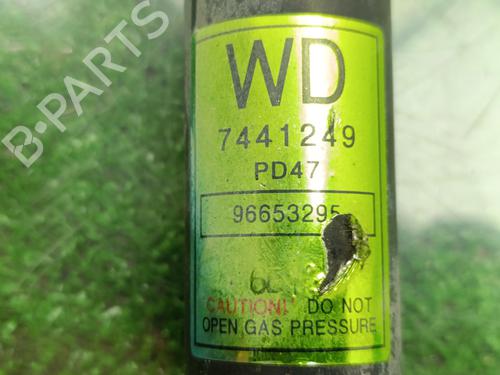 WD
7441249
PD47
96653295
CAUTION! DO NOT
OPEN GAS PRESSURE
B-PARTS